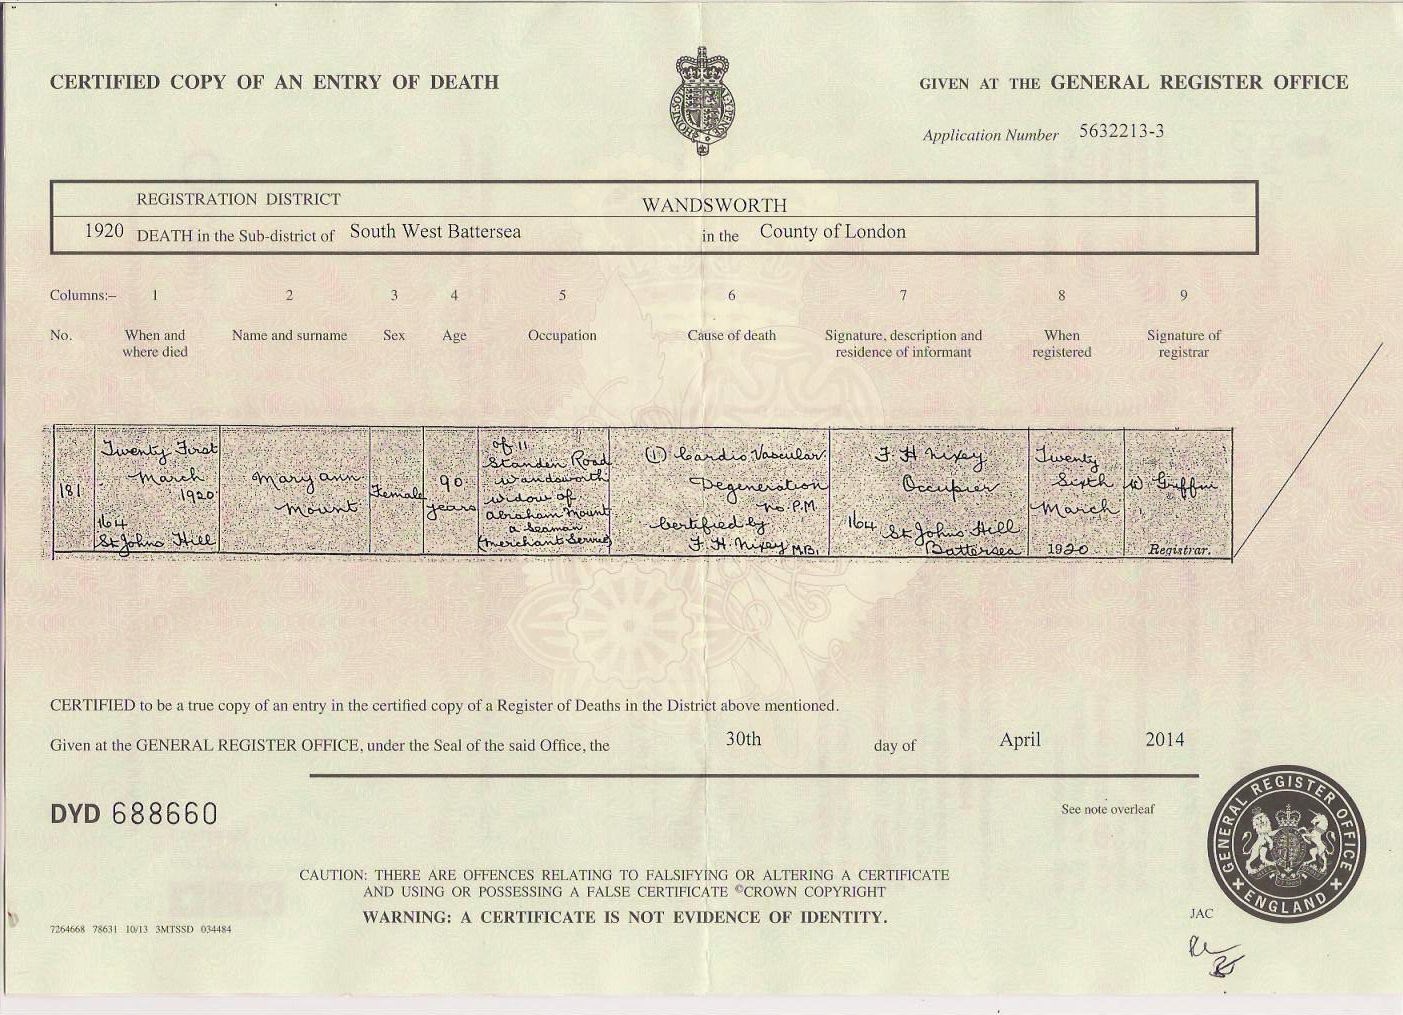 CERTIFIED COPY OF AN ENTRY OF DEATH
GIVEN AT THE GENERAL REGISTER OFFICE
Application Number 5632213-3
REGISTRATION DISTRICT WANDSWORTH
1920 DEATH in the Sub-district of South West Battersea in the County of London
Columns:– 1 2 3 4 5 6 7 8 9
No.
When and
where died
Name and surname
Sex
Age
Occupation
Cause of death
Signature, description and
residence of informant
When
registered
Signature of
registrar
181
Twenty First
March
1920
164
St Johns Hill
Mary ann
Mount
Female
90
years
of 11
Standen Road
Wandsworth
widow of
Abraham Mount
a Seaman
(Merchant Service)
(1) Cardio Vascular
Degeneration
No P.M.
Certified by
F. H. Nixey M.B.
F H Nixey
Occupier
164
St Johns Hill
Battersea
Twenty
Sixth
March
1920
W Griffin
Registrar.
CERTIFIED to be a true copy of an entry in the certified copy of a Register of Deaths in the District above mentioned.
Given at the GENERAL REGISTER OFFICE, under the Seal of the said Office, the 30th day of April 2014
DYD 688660
See note overleaf
CAUTION: THERE ARE OFFENCES RELATING TO FALSIFYING OR ALTERING A CERTIFICATE
AND USING OR POSSESSING A FALSE CERTIFICATE ©CROWN COPYRIGHT
WARNING: A CERTIFICATE IS NOT EVIDENCE OF IDENTITY.
GENERAL REGISTER OFFICE
ENGLAND
7264668 78631 10/13 3MTSSD 034484
JAC